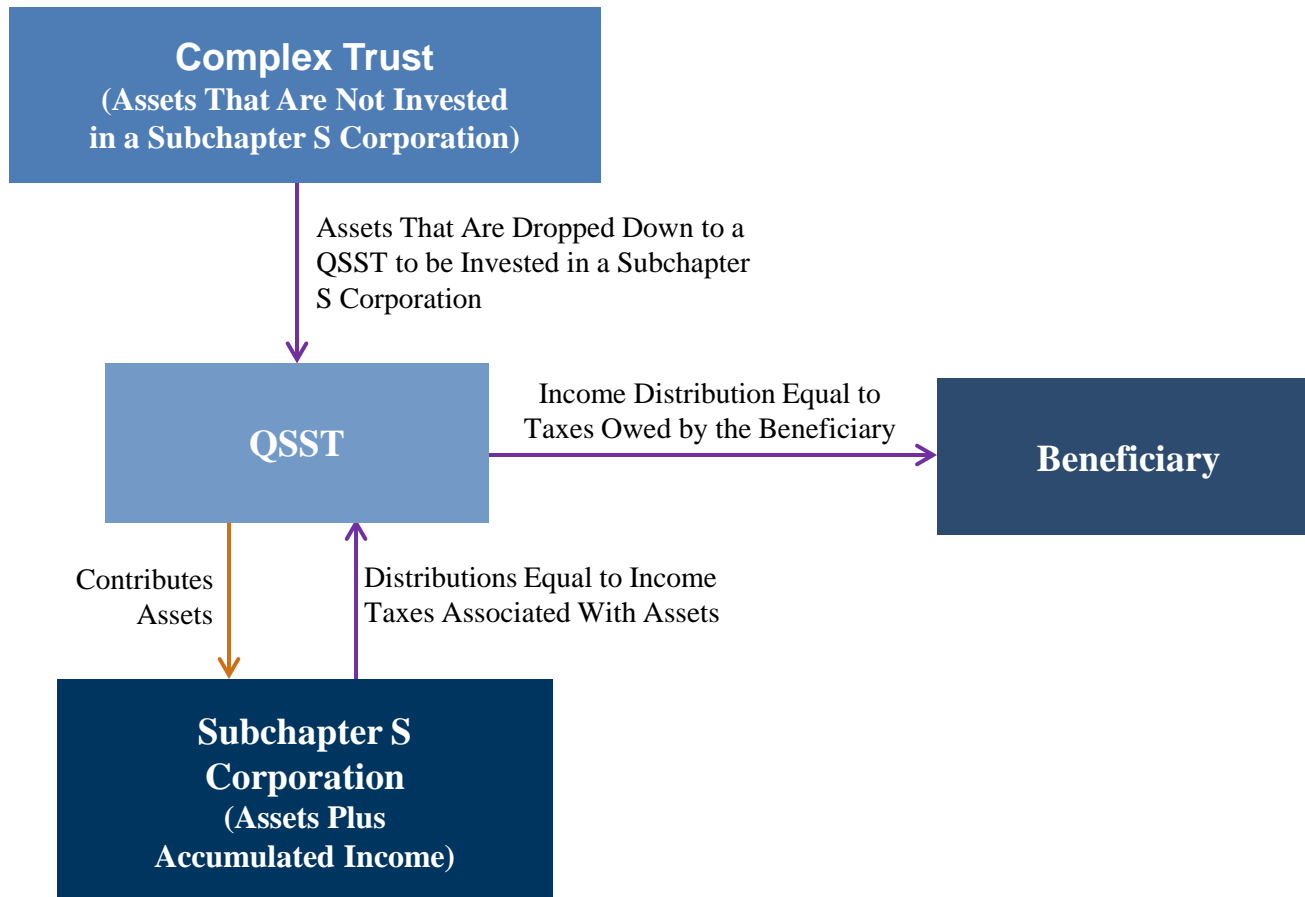 Complex Trust
(Assets That Are Not Invested
in a Subchapter S Corporation)
Assets That Are Dropped Down to a
QSST to be Invested in a Subchapter
S Corporation
QSST
Income Distribution Equal to
Taxes Owed by the Beneficiary
Beneficiary
Contributes
Assets
Distributions Equal to Income
Taxes Associated With Assets
Subchapter S
Corporation
(Assets Plus
Accumulated Income)